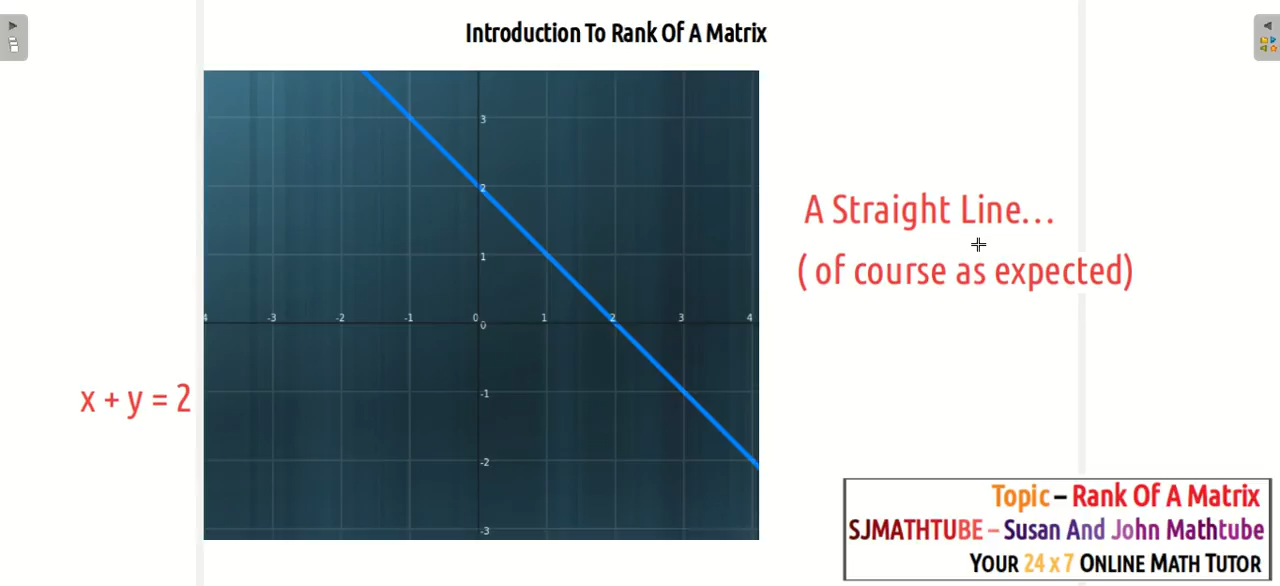 Introduction To Rank Of A Matrix
3
2
1
4 -3 -2 -1 0 1 2 3 4
0
-1
-2
-3
A Straight Line...
( of course as expected)
x + y = 2
Topic – Rank Of A Matrix
SJMATHTUBE – Susan And John Mathtube
YOUR 24 x 7 ONLINE MATH TUTOR